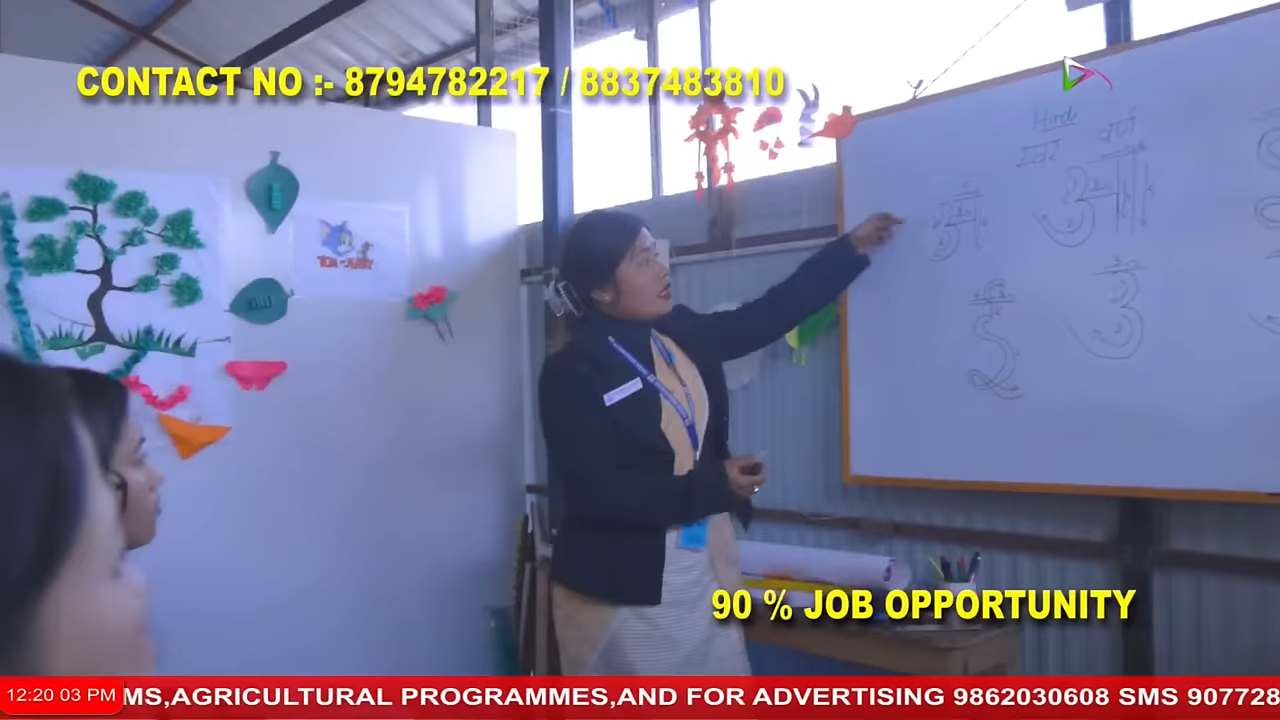 CONTACT NO :- 8794782217 / 8837483810
Hindi
स्वर वर्ण
अ आ
इ उ
TOM AND JERRY
90 % JOB OPPORTUNITY
12:20 03 PM MS,AGRICULTURAL PROGRAMMES,AND FOR ADVERTISING 9862030608 SMS 907728